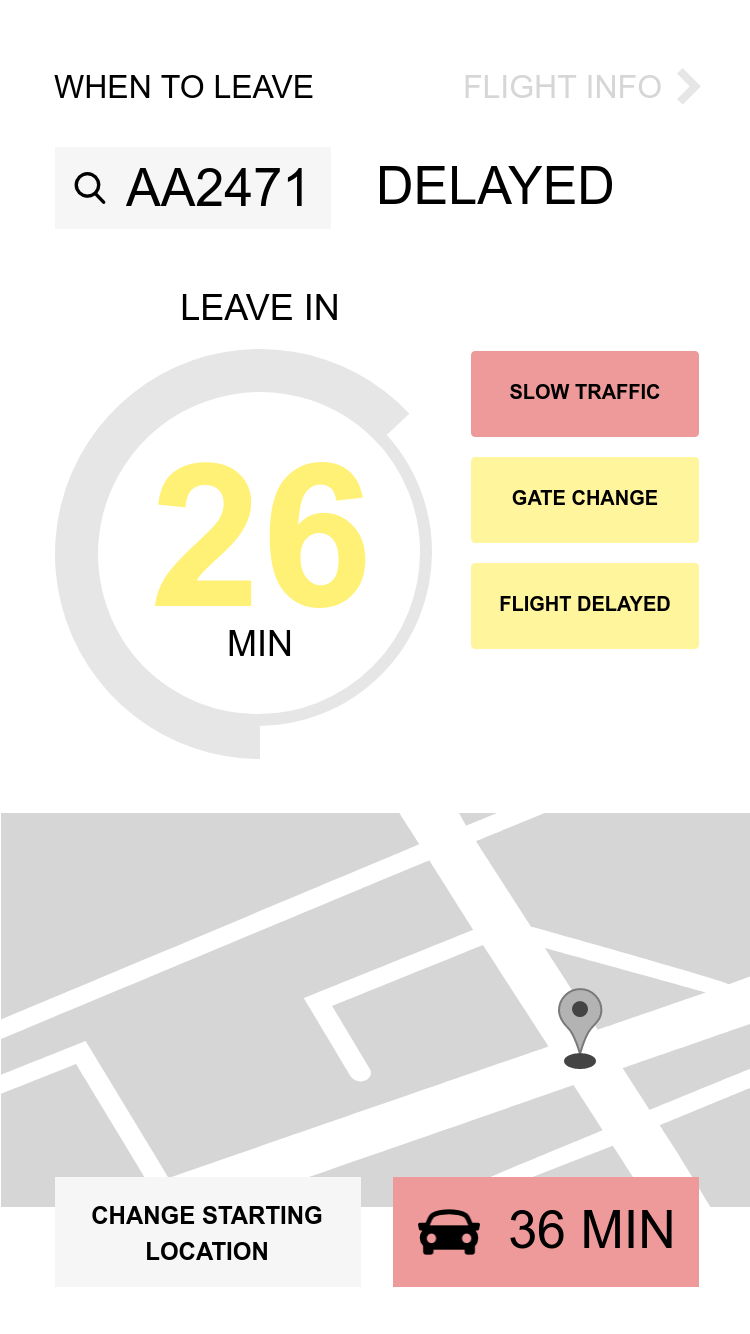 WHEN TO LEAVE
FLIGHT INFO
AA2471
DELAYED
LEAVE IN
26
MIN
SLOW TRAFFIC
GATE CHANGE
FLIGHT DELAYED
CHANGE STARTING
LOCATION
36 MIN